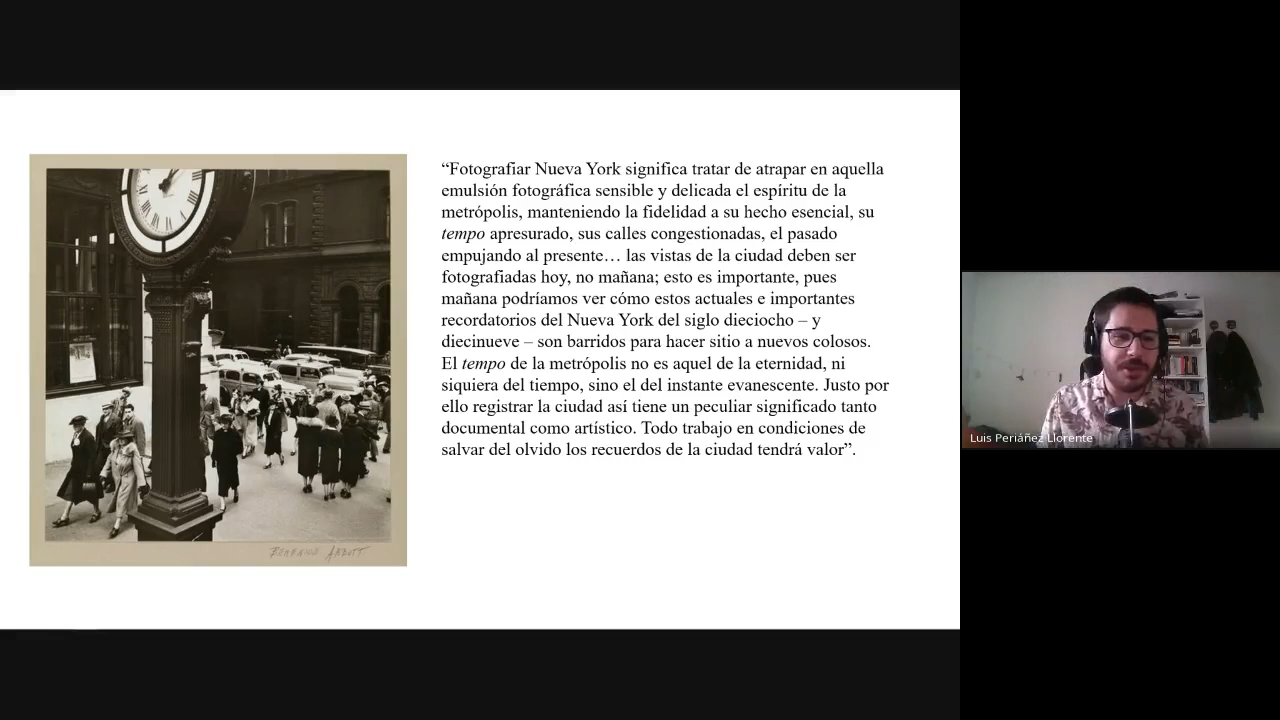 “Fotografiar Nueva York significa tratar de atrapar en aquella
emulsión fotográfica sensible y delicada el espíritu de la
metrópolis, manteniendo la fidelidad a su hecho esencial, su
tempo apresurado, sus calles congestionadas, el pasado
empujando al presente… las vistas de la ciudad deben ser
fotografiadas hoy, no mañana; esto es importante, pues
mañana podríamos ver cómo estos actuales e importantes
recordatorios del Nueva York del siglo dieciocho – y
diecinueve – son barridos para hacer sitio a nuevos colosos.
El tempo de la metrópolis no es aquel de la eternidad, ni
siquiera del tiempo, sino el del instante evanescente. Justo por
ello registrar la ciudad así tiene un peculiar significado tanto
documental como artístico. Todo trabajo en condiciones de
salvar del olvido los recuerdos de la ciudad tendrá valor”.
Berenice Abbott
Luis Periáñez Llorente